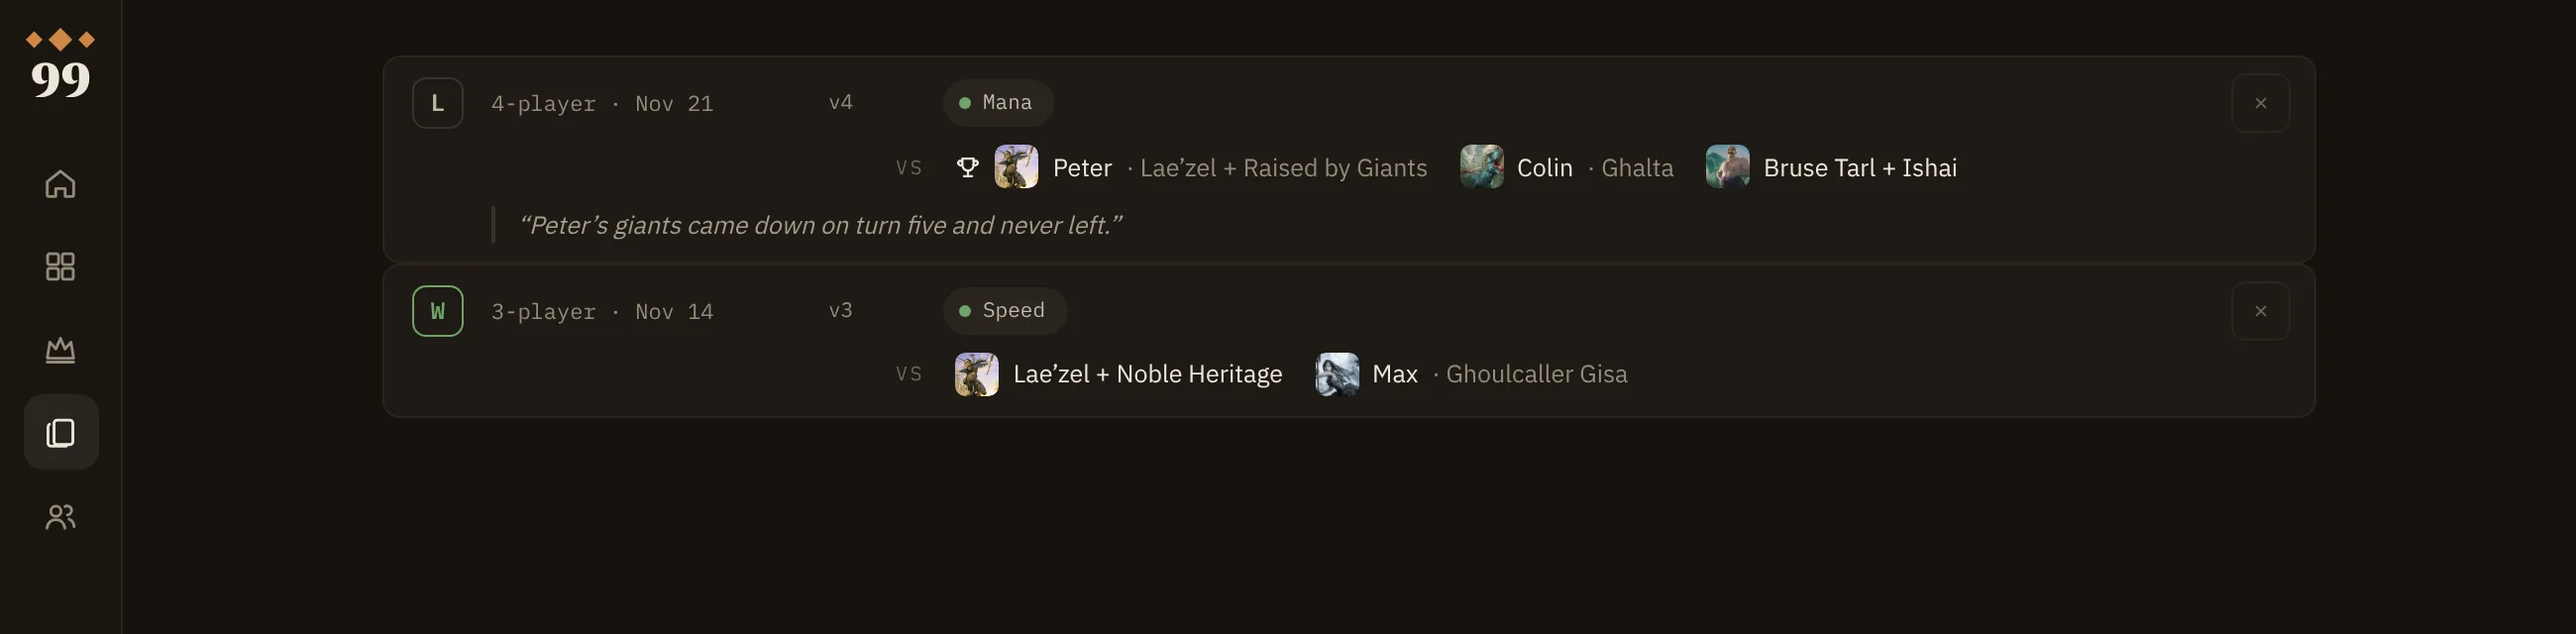 99
L 4-player · Nov 21 v4 Mana ×
VS Peter · Lae’zel + Raised by Giants Colin · Ghalta Bruse Tarl + Ishai
“Peter’s giants came down on turn five and never left.”
W 3-player · Nov 14 v3 Speed ×
VS Lae’zel + Noble Heritage Max · Ghoulcaller Gisa